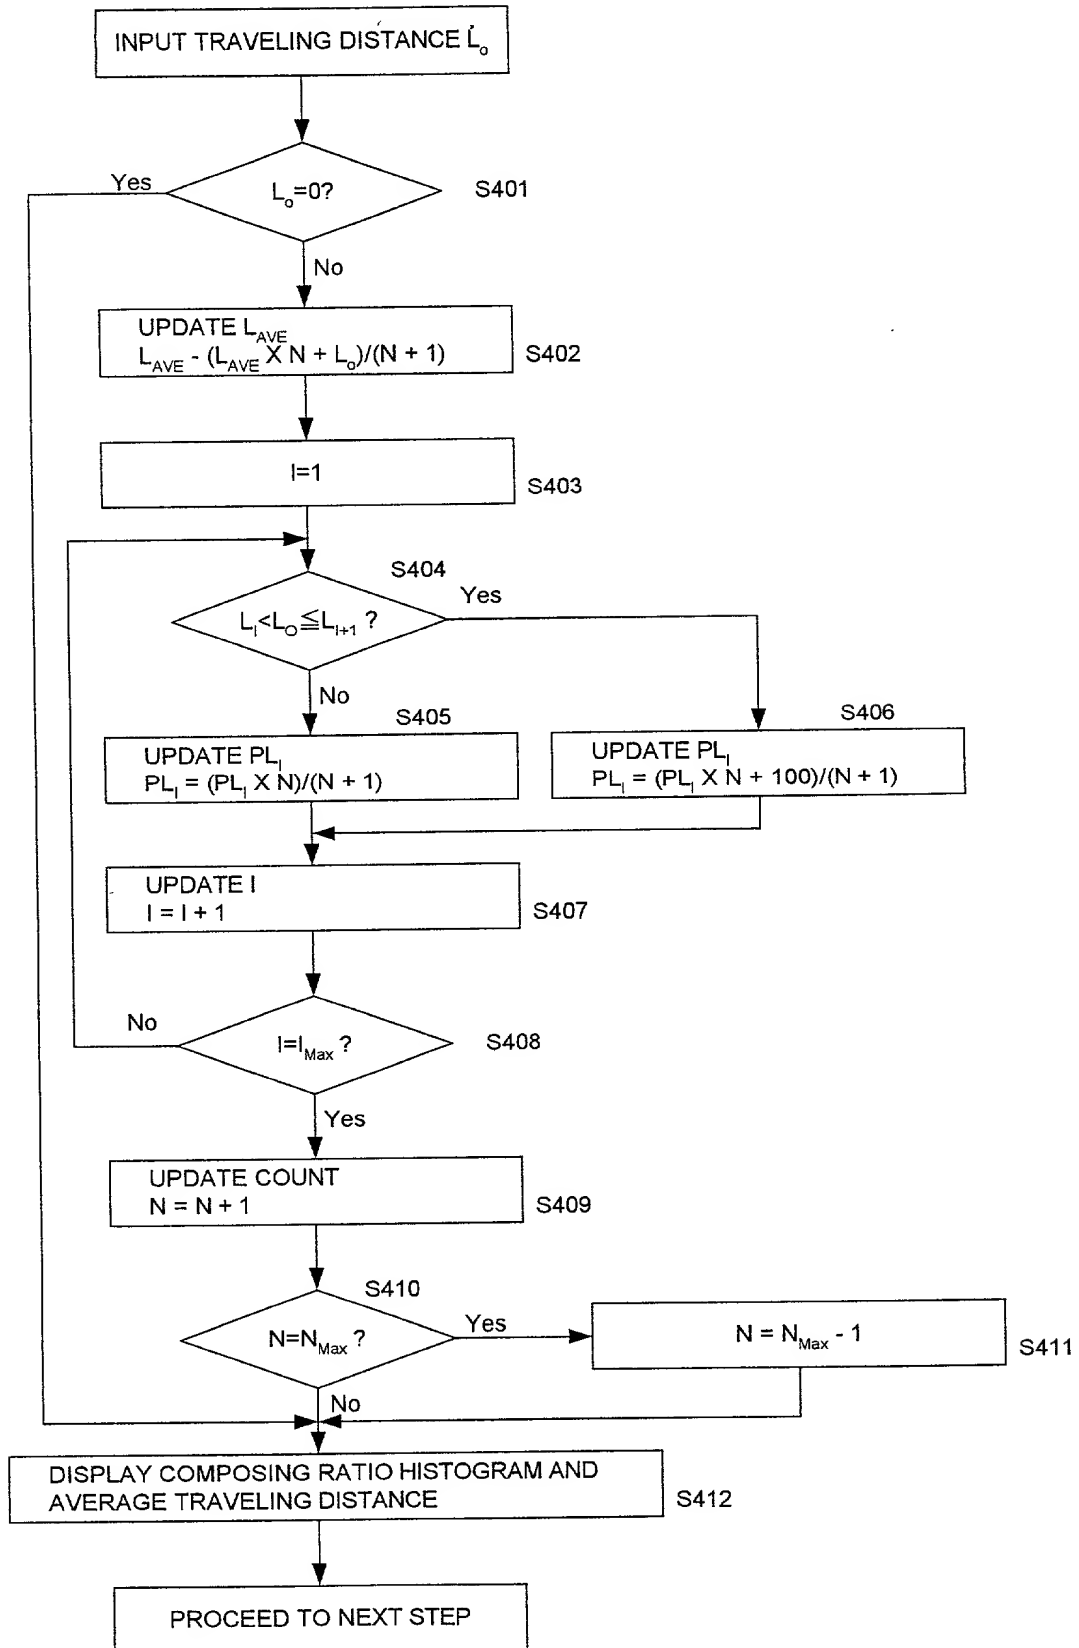 INPUT TRAVELING DISTANCE Lₒ
Yes
Lₒ=0?
S401
No
UPDATE L_AVE
L_AVE - (L_AVE X N + Lₒ)/(N + 1)
S402
I=1
S403
S404
L_I<L_O≦L_I+1 ?
Yes
No
S405
UPDATE PL_I
PL_I = (PL_I X N)/(N + 1)
S406
UPDATE PL_I
PL_I = (PL_I X N + 100)/(N + 1)
UPDATE I
I = I + 1
S407
No
I=I_Max ?
S408
Yes
UPDATE COUNT
N = N + 1
S409
S410
N=N_Max ?
Yes
N = N_Max - 1
S411
No
DISPLAY COMPOSING RATIO HISTOGRAM AND
AVERAGE TRAVELING DISTANCE
S412
PROCEED TO NEXT STEP